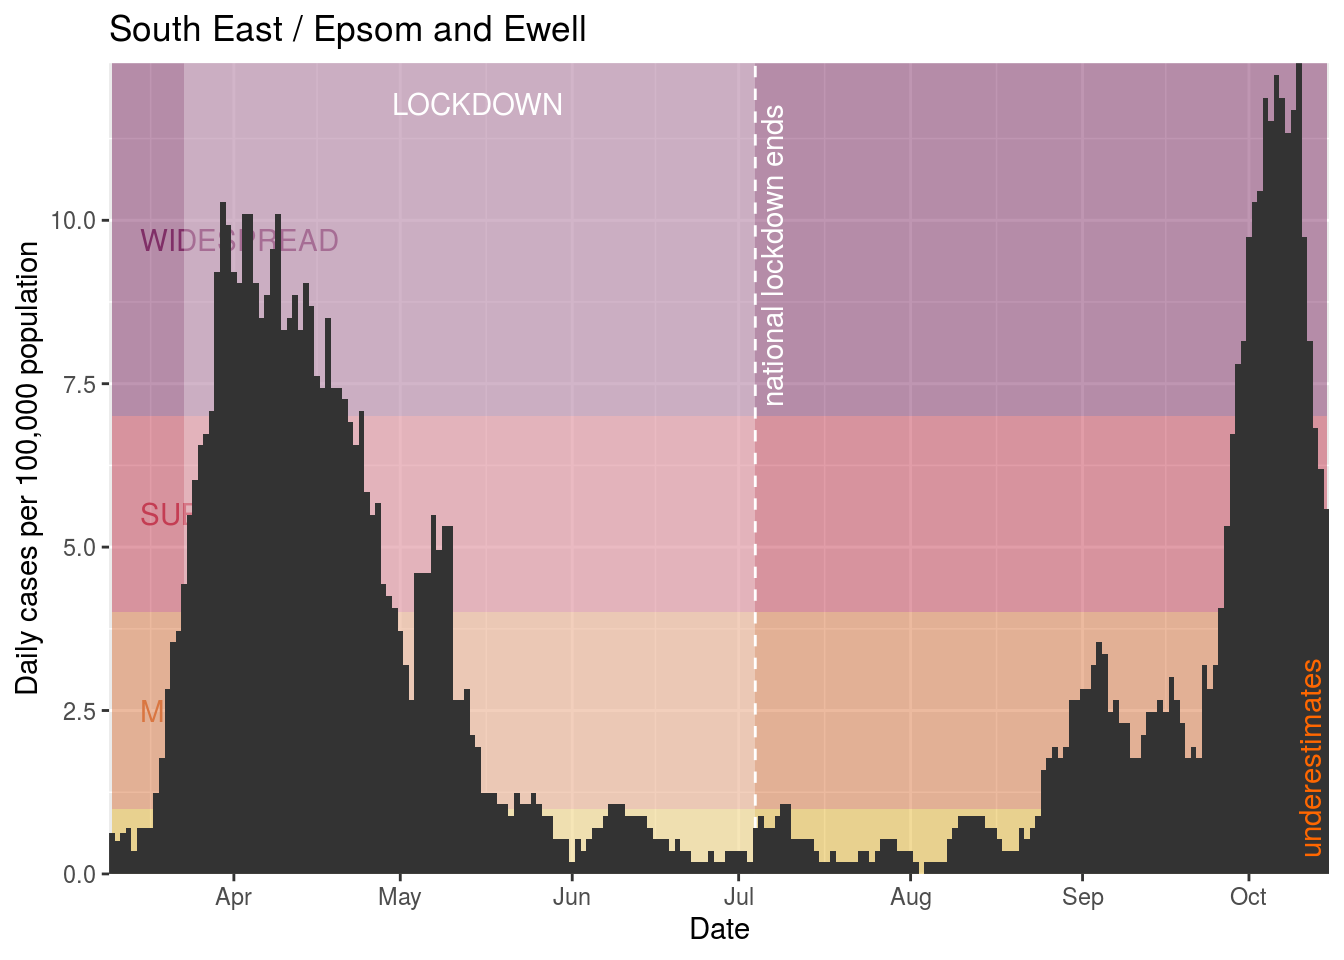 South East / Epsom and Ewell
LOCKDOWN
national lockdown ends
WIDESPREAD
SU
M
underestimates
Daily cases per 100,000 population
10.0
7.5
5.0
2.5
0.0
Apr May Jun Jul Aug Sep Oct
Date